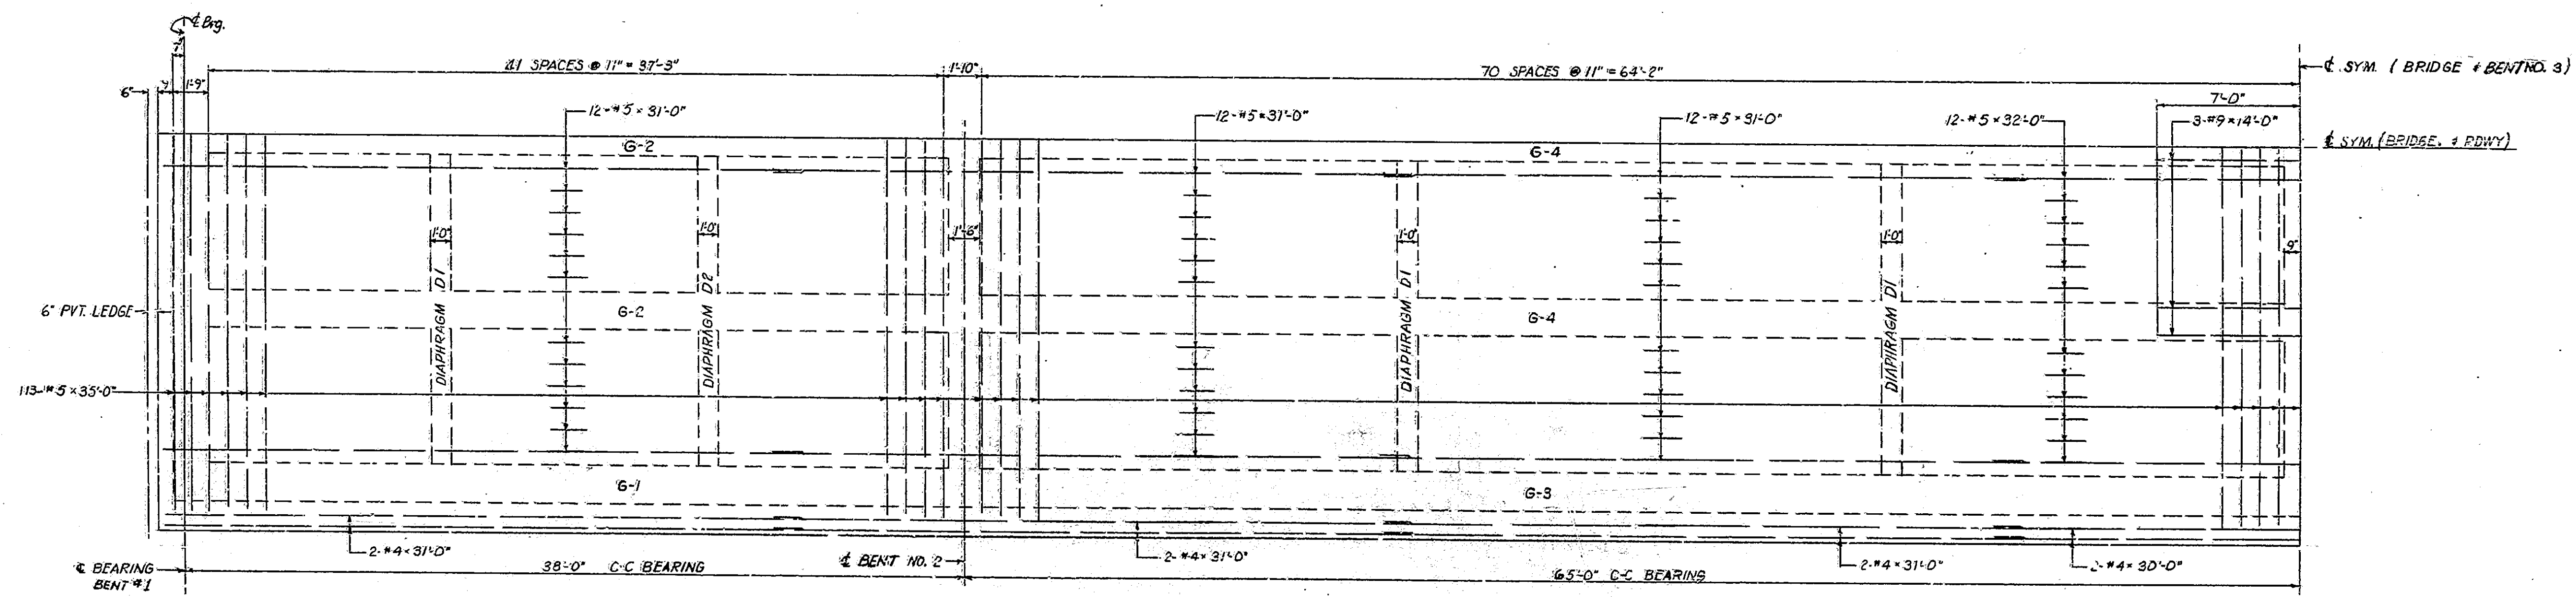 ℄ Brg.
41 SPACES @ 11" = 37'-3"
1'-10"
70 SPACES @ 11" = 64'-2"
℄ SYM. ( BRIDGE & BENT NO. 3)
6"
9"
1'-9"
7'-0"
12-#5 × 31'-0"
12-#5 × 31'-0"
12-#5 × 31'-0"
12-#5 × 32'-0"
3-#9 × 14'-0"
G-2
G-4
℄ SYM. (BRIDGE. & RDWY)
1'-0"
1'-0"
1'-6"
1'-0"
1'-0"
9"
DIAPHRAGM D1
DIAPHRAGM D2
DIAPHRAGM D1
DIAPHRAGM D1
6" PVT. LEDGE
G-2
G-4
113-#5 × 35'-0"
G-1
G-3
2-#4 × 31'-0"
℄ BENT NO. 2
2-#4 × 31'-0"
2-#4 × 31'-0"
2-#4 × 30'-0"
℄ BEARING
BENT #1
38'-0" C-C BEARING
65'-0" C-C BEARING